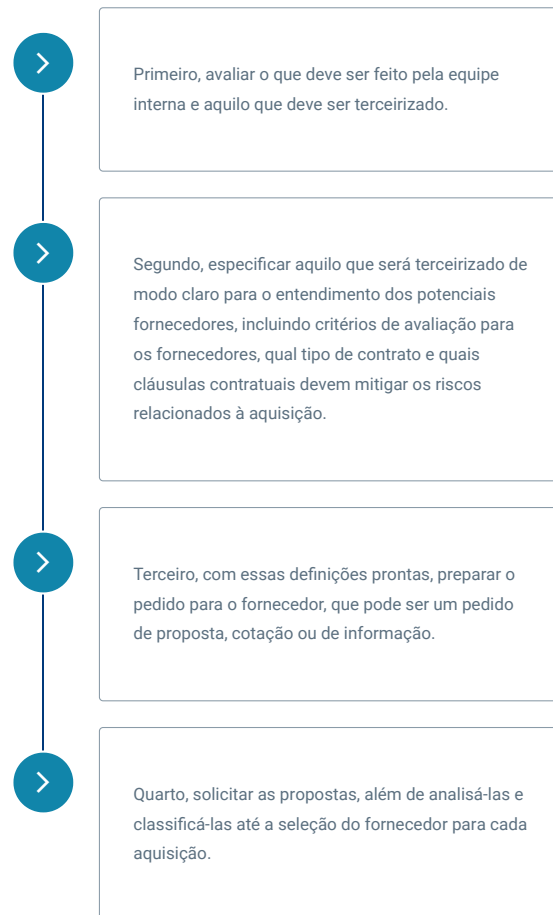 Primeiro, avaliar o que deve ser feito pela equipe
interna e aquilo que deve ser terceirizado.
Segundo, especificar aquilo que será terceirizado de
modo claro para o entendimento dos potenciais
fornecedores, incluindo critérios de avaliação para
os fornecedores, qual tipo de contrato e quais
cláusulas contratuais devem mitigar os riscos
relacionados à aquisição.
Terceiro, com essas definições prontas, preparar o
pedido para o fornecedor, que pode ser um pedido
de proposta, cotação ou de informação.
Quarto, solicitar as propostas, além de analisá-las e
classificá-las até a seleção do fornecedor para cada
aquisição.